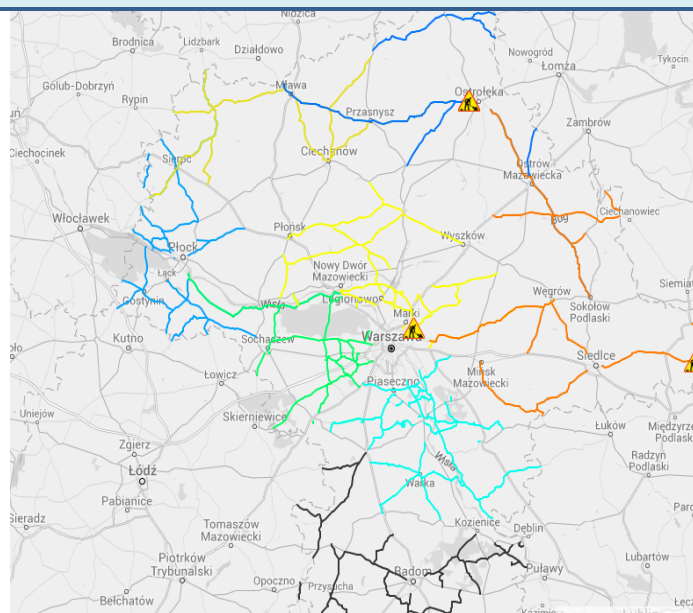 Nidzica
Brodnica
Lidzbark
Działdowo
Nowogród
Tykocin
Łomża
Golub-Dobrzyń
Mława
Ostrołęka
Rypin
Przasnysz
Zambrów
Ciechocinek
Sierpc
Ciechanów
Ostrów
Mazowiecka
Włocławek
Ciechanowiec
Płońsk
Wyszków
Płock
Łąck
Nowy Dwór
Mazowiecki
Węgrów
Gostynin
Wisła
Legionowo
Sokołów
Podlaski
Marki
Kutno
Sochaczew
Warszawa
Siedlce
Mińsk
Mazowiecki
Łowicz
Piaseczno
Uniejów
Skierniewice
Łuków
Zgierz
Wisła
Radzyń
Podlaski
Łódź
Warka
Pabianice
Sieradz
Kozienice
Dęblin
Tomaszów
Mazowiecki
Piotrków
Trybunalski
Opoczno
Przysucha
Radom
Puławy
Lubartów
Bełchatów